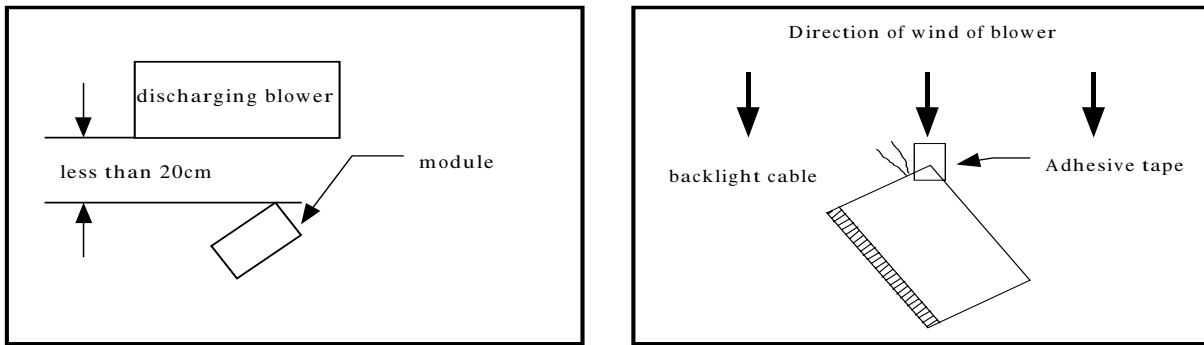 discharging blower
less than 20cm
module
Direction of wind of blower
backlight cable
Adhesive tape